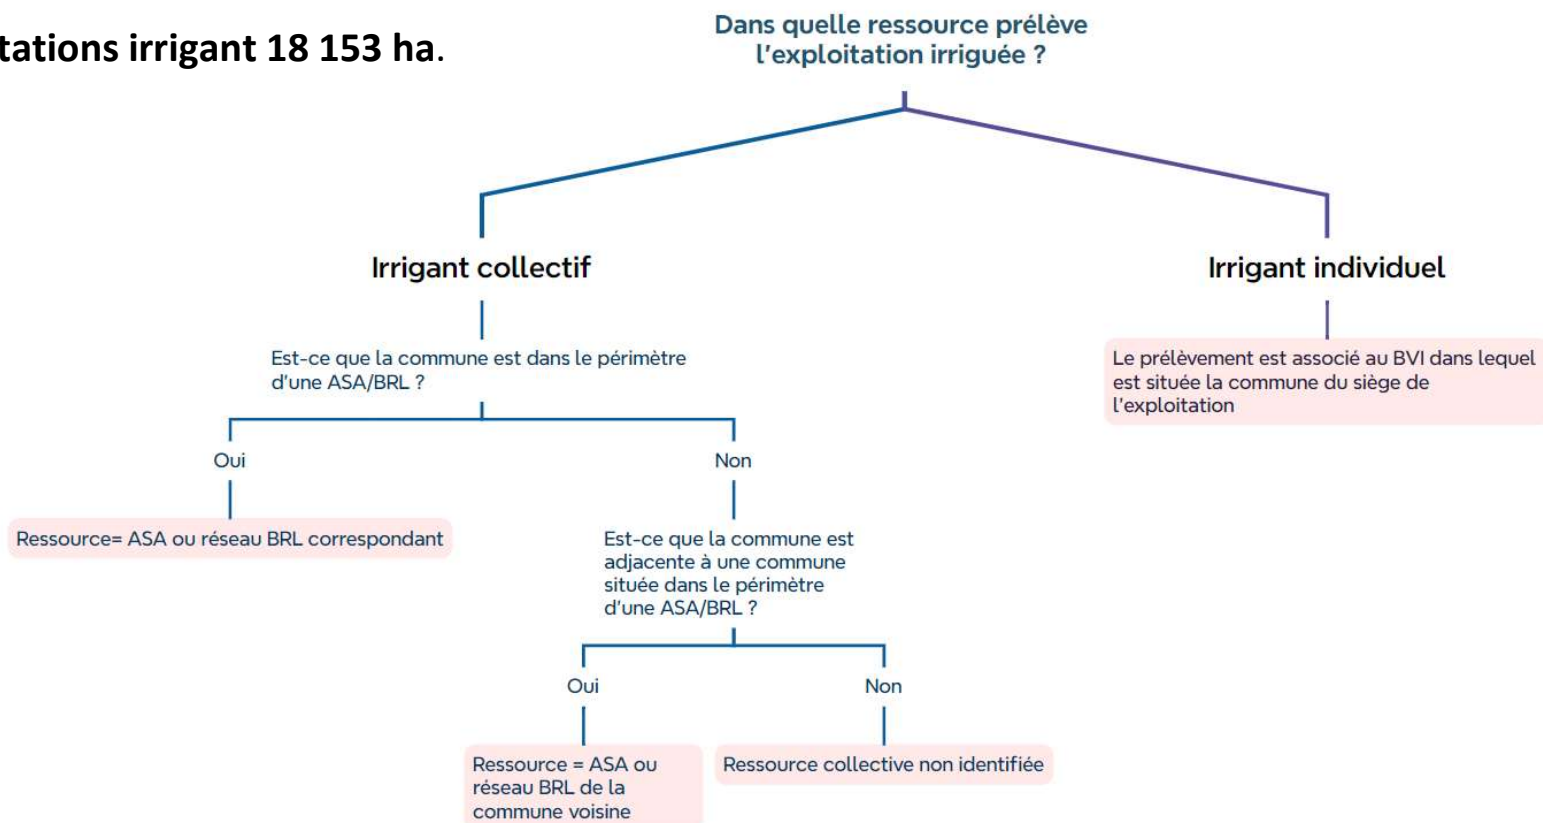 tations irrigant 18 153 ha.
Dans quelle ressource prélève
l'exploitation irriguée ?
Irrigant collectif
Irrigant individuel
Est-ce que la commune est dans le périmètre
d'une ASA/BRL ?
Le prélèvement est associé au BVI dans lequel
est située la commune du siège de
l'exploitation
Oui
Non
Ressource= ASA ou réseau BRL correspondant
Est-ce que la commune est
adjacente à une commune
située dans le périmètre
d'une ASA/BRL ?
Oui
Non
Ressource = ASA ou
réseau BRL de la
commune voisine
Ressource collective non identifiée